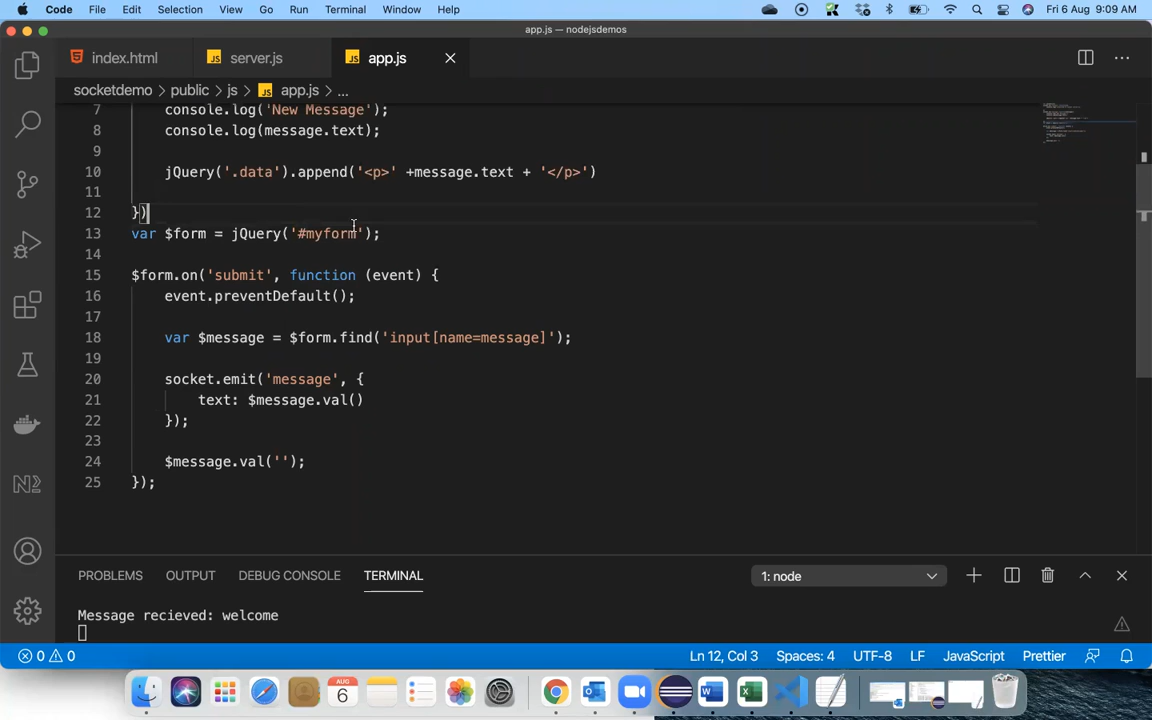 Code File Edit Selection View Go Run Terminal Window Help Fri 6 Aug 9:09 AM
app.js — nodejsdemos
index.html JS server.js JS app.js
socketdemo > public > js > JS app.js > ...
7 console.log('New Message');
8 console.log(message.text);
9
10 jQuery('.data').append('<p>' +message.text + '</p>')
11
12 })
13 var $form = jQuery('#myform');
14
15 $form.on('submit', function (event) {
16 event.preventDefault();
17
18 var $message = $form.find('input[name=message]');
19
20 socket.emit('message', {
21 text: $message.val()
22 });
23
24 $message.val('');
25 });
PROBLEMS OUTPUT DEBUG CONSOLE TERMINAL 1: node
Message recieved: welcome
0 0 Ln 12, Col 3 Spaces: 4 UTF-8 LF JavaScript Prettier
AUG
6